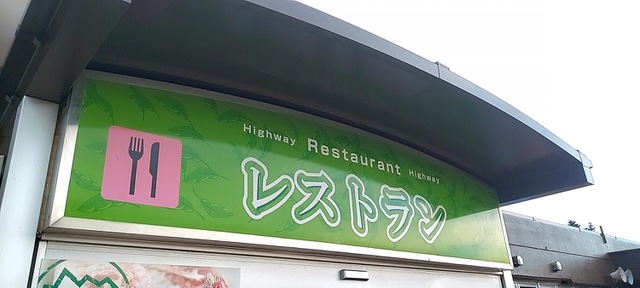 Highway Restaurant Highway
レストラン